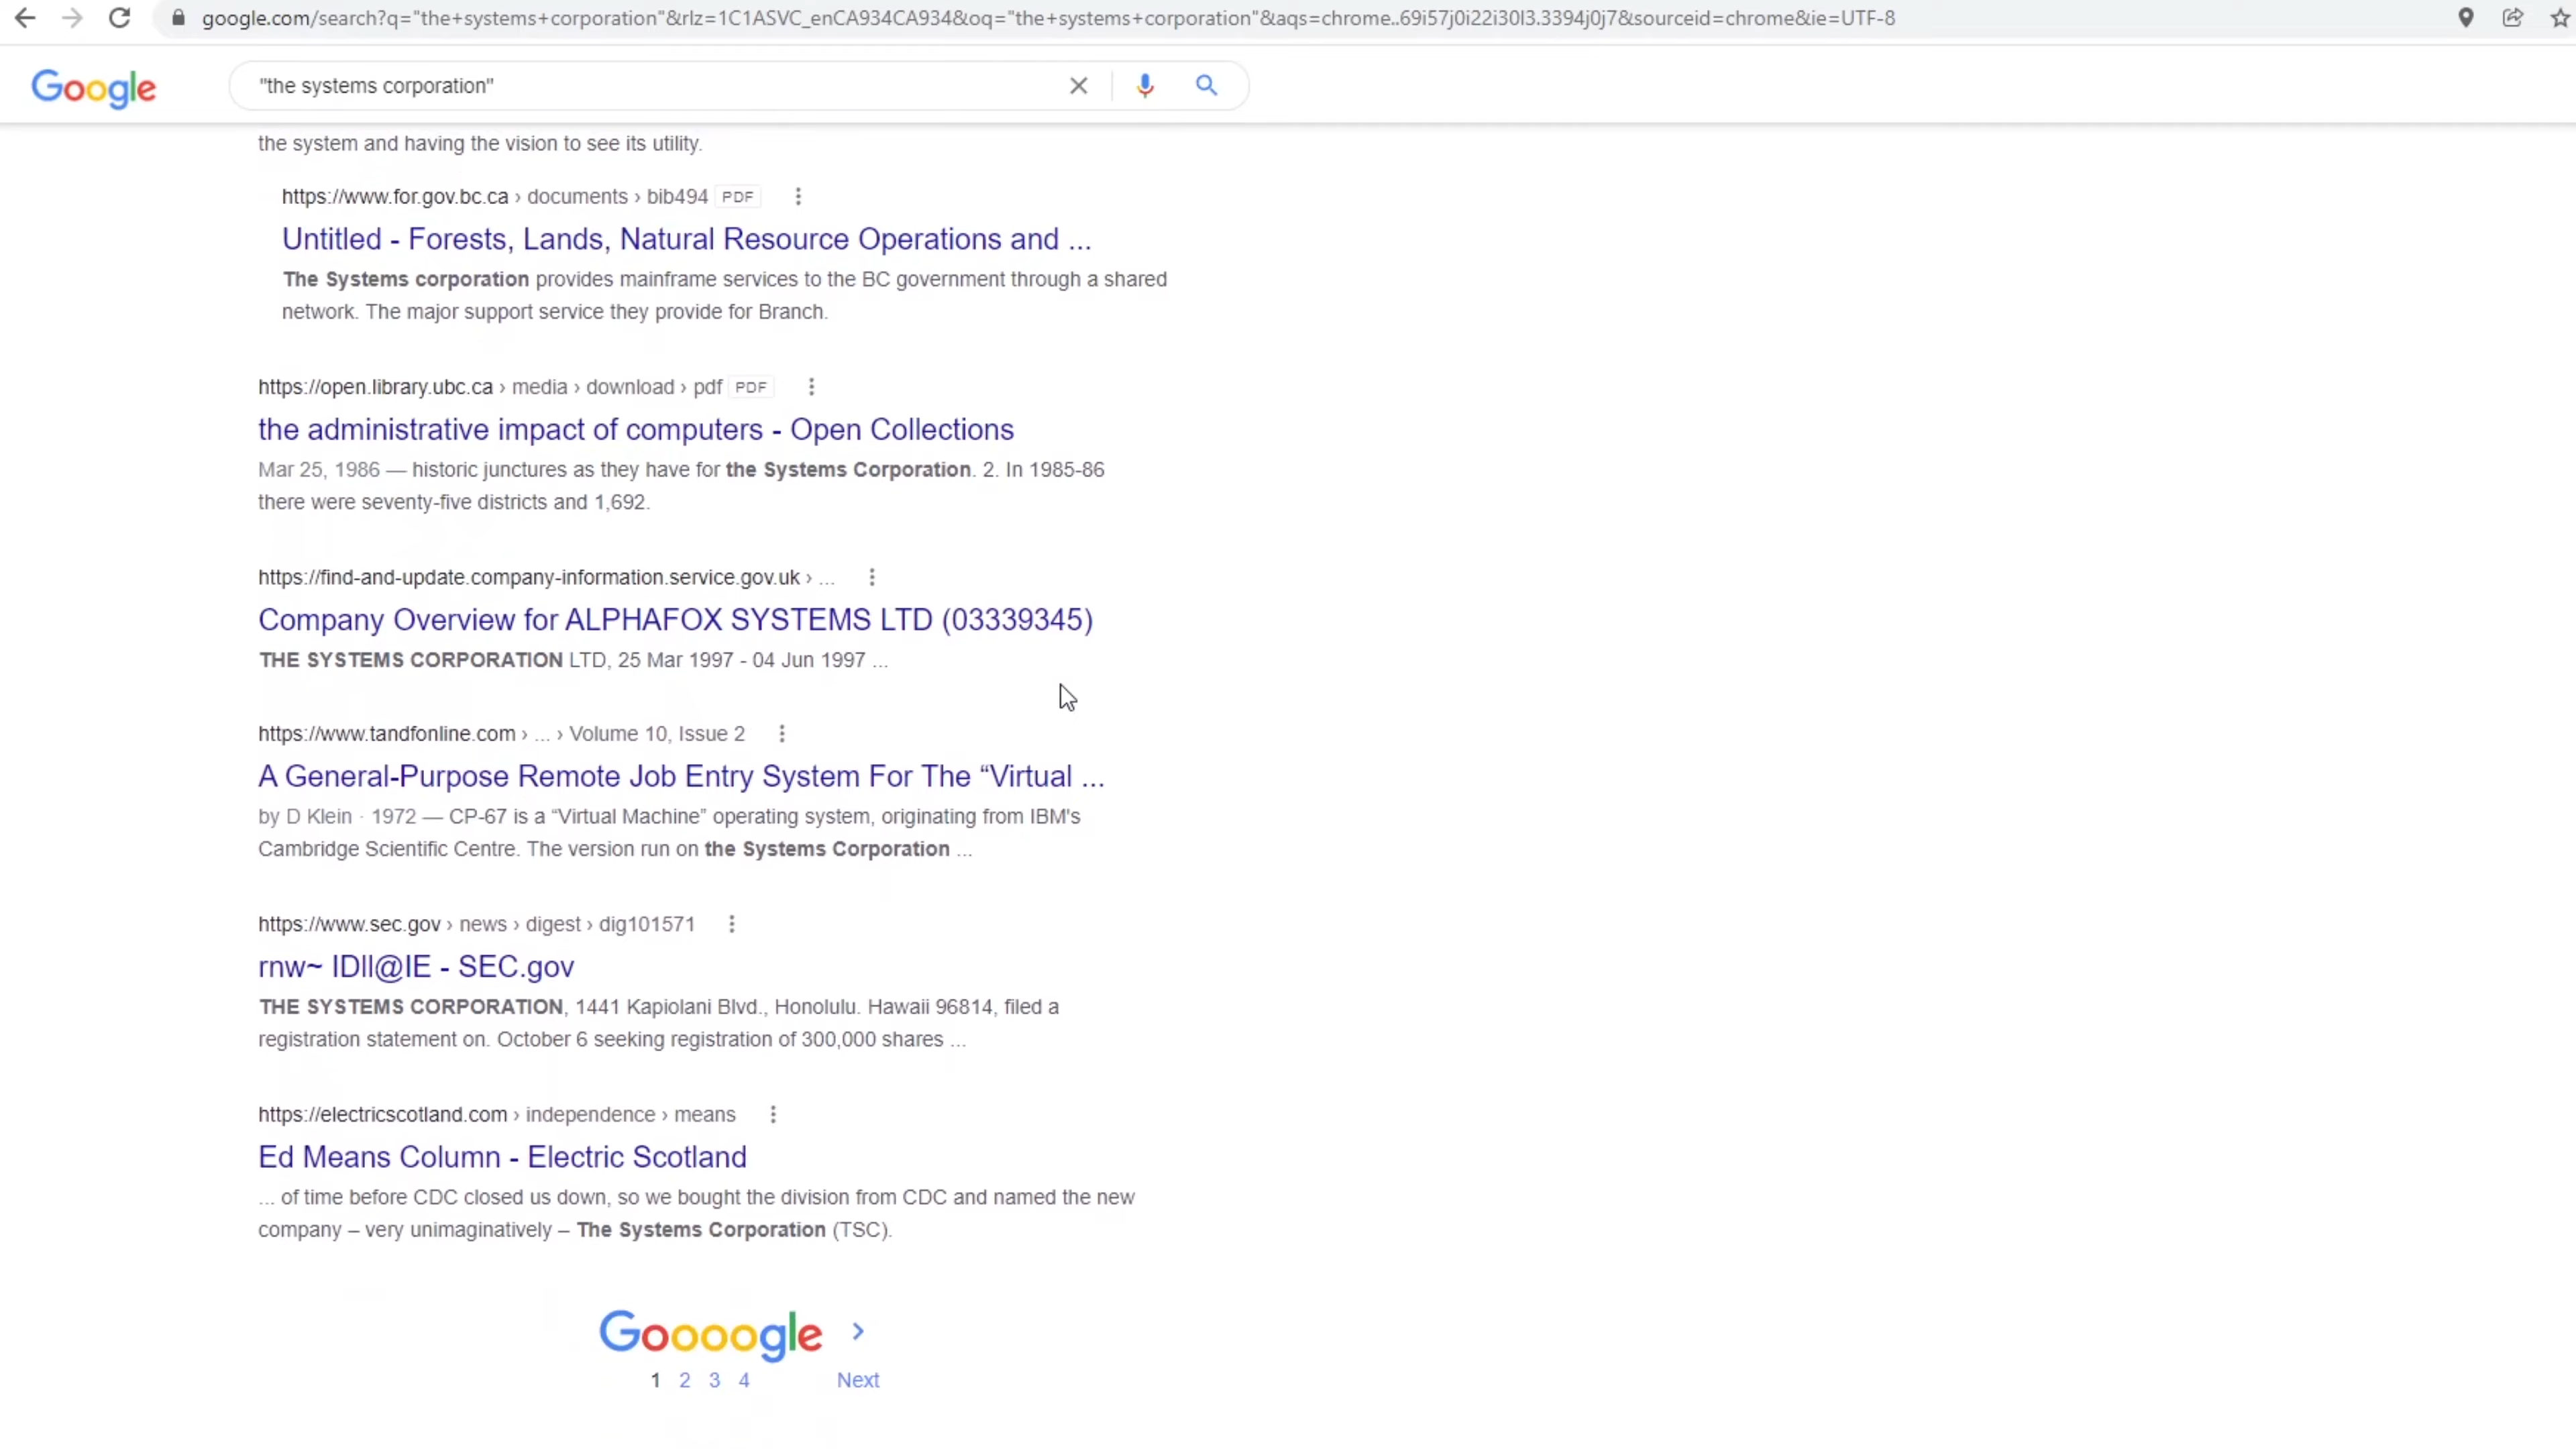 google.com/search?q="the+systems+corporation"&rlz=1C1ASVC_enCA934CA934&oq="the+systems+corporation"&aqs=chrome..69i57j0i22i30l3.3394j0j7&sourceid=chrome&ie=UTF-8
Google
"the systems corporation"
the system and having the vision to see its utility.
https://www.for.gov.bc.ca › documents › bib494 PDF
Untitled - Forests, Lands, Natural Resource Operations and ...
The Systems corporation provides mainframe services to the BC government through a shared
network. The major support service they provide for Branch.
https://open.library.ubc.ca › media › download › pdf PDF
the administrative impact of computers - Open Collections
Mar 25, 1986 — historic junctures as they have for the Systems Corporation. 2. In 1985-86
there were seventy-five districts and 1,692.
https://find-and-update.company-information.service.gov.uk › ...
Company Overview for ALPHAFOX SYSTEMS LTD (03339345)
THE SYSTEMS CORPORATION LTD, 25 Mar 1997 - 04 Jun 1997 ...
https://www.tandfonline.com › ... › Volume 10, Issue 2
A General-Purpose Remote Job Entry System For The “Virtual ...
by D Klein · 1972 — CP-67 is a “Virtual Machine” operating system, originating from IBM's
Cambridge Scientific Centre. The version run on the Systems Corporation ...
https://www.sec.gov › news › digest › dig101571
rnw~ IDll@IE - SEC.gov
THE SYSTEMS CORPORATION, 1441 Kapiolani Blvd., Honolulu. Hawaii 96814, filed a
registration statement on. October 6 seeking registration of 300,000 shares ...
https://electricscotland.com › independence › means
Ed Means Column - Electric Scotland
... of time before CDC closed us down, so we bought the division from CDC and named the new
company – very unimaginatively – The Systems Corporation (TSC).
Goooogle >
1 2 3 4 Next